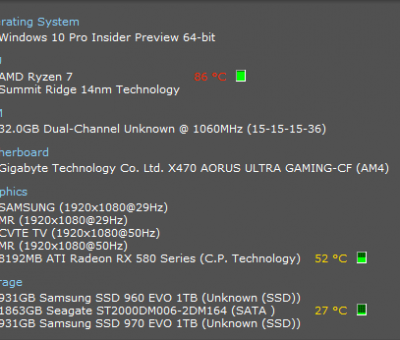 erating System
Windows 10 Pro Insider Preview 64-bit
U
AMD Ryzen 7 86 °C
Summit Ridge 14nm Technology
M
32.0GB Dual-Channel Unknown @ 1060MHz (15-15-15-36)
herboard
Gigabyte Technology Co. Ltd. X470 AORUS ULTRA GAMING-CF (AM4)
phics
SAMSUNG (1920x1080@29Hz)
MR (1920x1080@29Hz)
CVTE TV (1920x1080@50Hz)
MR (1920x1080@50Hz)
8192MB ATI Radeon RX 580 Series (C.P. Technology) 52 °C
rage
931GB Samsung SSD 960 EVO 1TB (Unknown (SSD))
1863GB Seagate ST2000DM006-2DM164 (SATA ) 27 °C
931GB Samsung SSD 970 EVO 1TB (Unknown (SSD))